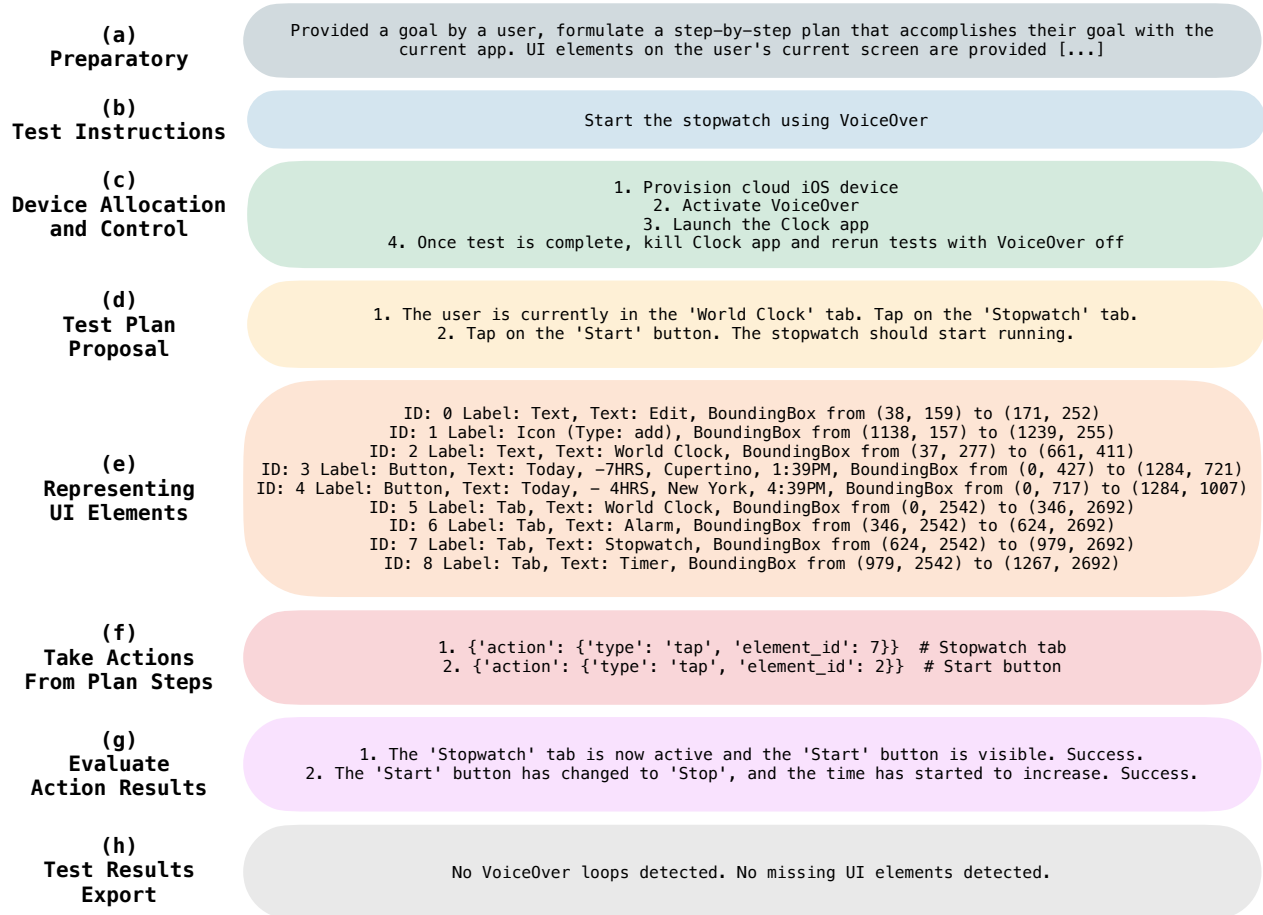 (a)
Preparatory
Provided a goal by a user, formulate a step-by-step plan that accomplishes their goal with the
current app. UI elements on the user's current screen are provided [...]
(b)
Test Instructions
Start the stopwatch using VoiceOver
(c)
Device Allocation
and Control
1. Provision cloud iOS device
2. Activate VoiceOver
3. Launch the Clock app
4. Once test is complete, kill Clock app and rerun tests with VoiceOver off
(d)
Test Plan
Proposal
1. The user is currently in the 'World Clock' tab. Tap on the 'Stopwatch' tab.
2. Tap on the 'Start' button. The stopwatch should start running.
(e)
Representing
UI Elements
ID: 0 Label: Text, Text: Edit, BoundingBox from (38, 159) to (171, 252)
ID: 1 Label: Icon (Type: add), BoundingBox from (1138, 157) to (1239, 255)
ID: 2 Label: Text, Text: World Clock, BoundingBox from (37, 277) to (661, 411)
ID: 3 Label: Button, Text: Today, -7HRS, Cupertino, 1:39PM, BoundingBox from (0, 427) to (1284, 721)
ID: 4 Label: Button, Text: Today, - 4HRS, New York, 4:39PM, BoundingBox from (0, 717) to (1284, 1007)
ID: 5 Label: Tab, Text: World Clock, BoundingBox from (0, 2542) to (346, 2692)
ID: 6 Label: Tab, Text: Alarm, BoundingBox from (346, 2542) to (624, 2692)
ID: 7 Label: Tab, Text: Stopwatch, BoundingBox from (624, 2542) to (979, 2692)
ID: 8 Label: Tab, Text: Timer, BoundingBox from (979, 2542) to (1267, 2692)
(f)
Take Actions
From Plan Steps
1. {'action': {'type': 'tap', 'element_id': 7}}  # Stopwatch tab
2. {'action': {'type': 'tap', 'element_id': 2}}  # Start button
(g)
Evaluate
Action Results
1. The 'Stopwatch' tab is now active and the 'Start' button is visible. Success.
2. The 'Start' button has changed to 'Stop', and the time has started to increase. Success.
(h)
Test Results
Export
No VoiceOver loops detected. No missing UI elements detected.